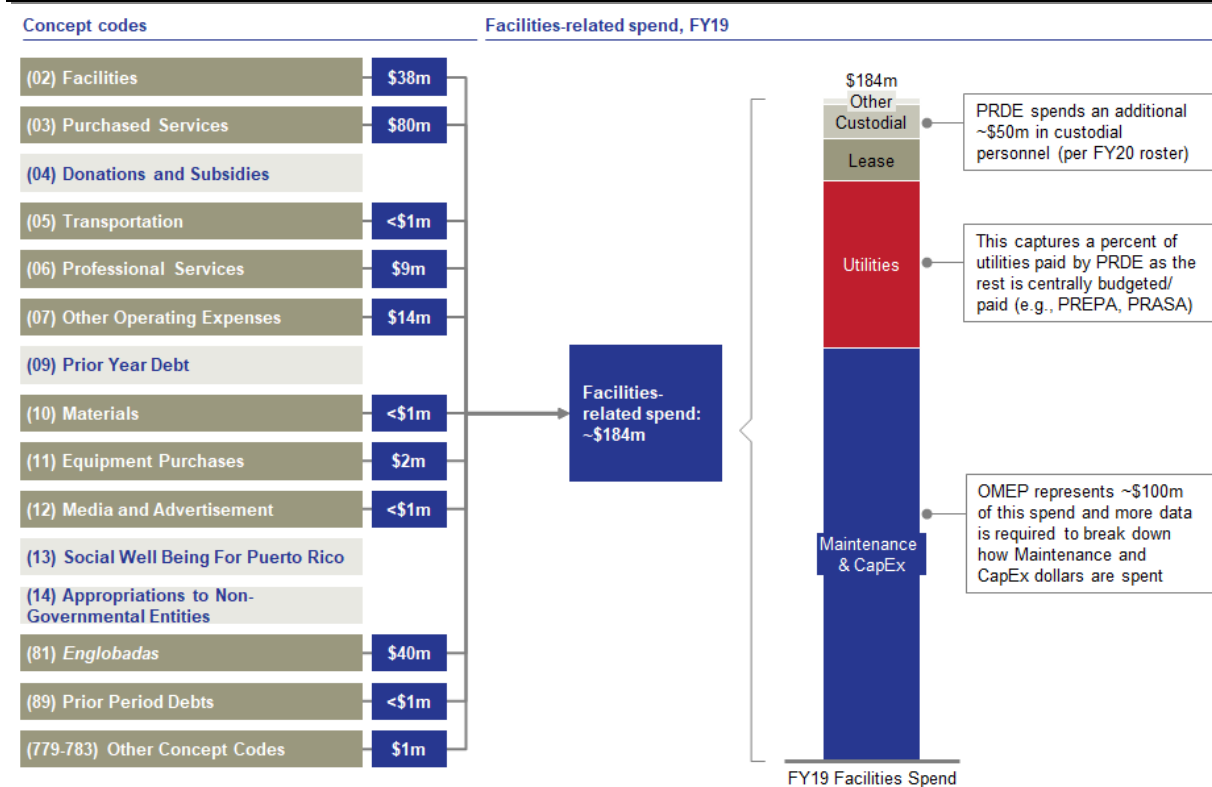 Concept codes
Facilities-related spend, FY19
(02) Facilities
$38m
(03) Purchased Services
$80m
(04) Donations and Subsidies
(05) Transportation
<$1m
(06) Professional Services
$9m
(07) Other Operating Expenses
$14m
(09) Prior Year Debt
(10) Materials
<$1m
(11) Equipment Purchases
$2m
(12) Media and Advertisement
<$1m
(13) Social Well Being For Puerto Rico
(14) Appropriations to Non-
Governmental Entities
(81) Englobadas
$40m
(89) Prior Period Debts
<$1m
(779-783) Other Concept Codes
$1m
Facilities-
related spend:
~$184m
$184m
Other
Custodial
Lease
Utilities
Maintenance
& CapEx
FY19 Facilities Spend
PRDE spends an additional
~$50m in custodial
personnel (per FY20 roster)
This captures a percent of
utilities paid by PRDE as the
rest is centrally budgeted/
paid (e.g., PREPA, PRASA)
OMEP represents ~$100m
of this spend and more data
is required to break down
how Maintenance and
CapEx dollars are spent